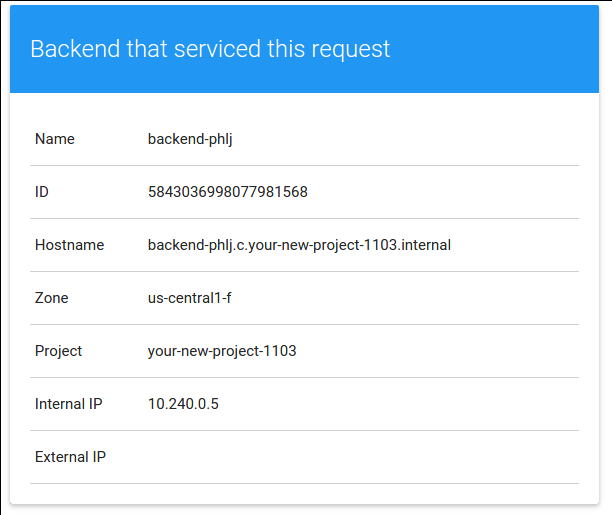 Backend that serviced this request
Name backend-phlj
ID 5843036998077981568
Hostname backend-phlj.c.your-new-project-1103.internal
Zone us-central1-f
Project your-new-project-1103
Internal IP 10.240.0.5
External IP